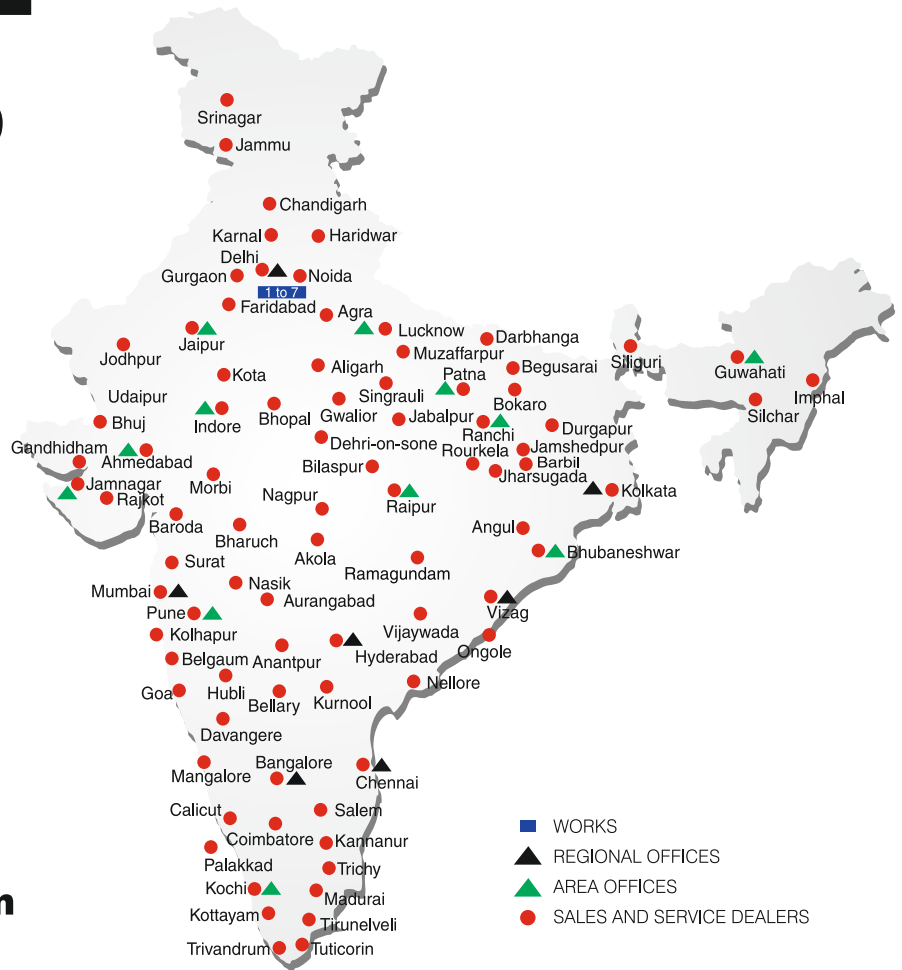 )
Srinagar
Jammu
Chandigarh
Karnal
Haridwar
Delhi
Gurgaon
Noida
1 to 7
Faridabad
Agra
Jaipur
Lucknow
Darbhanga
Jodhpur
Muzaffarpur
Siliguri
Aligarh
Begusarai
Guwahati
Kota
Patna
Singrauli
Imphal
Udaipur
Gwalior
Bokaro
Silchar
Bhuj
Indore
Bhopal
Jabalpur
Ranchi
Durgapur
Gandhidham
Dehri-on-sone
Rourkela
Jamshedpur
Ahmedabad
Bilaspur
Barbil
Jharsugada
Jamnagar
Morbi
Rajkot
Nagpur
Raipur
Kolkata
Baroda
Bharuch
Angul
Akola
Bhubaneshwar
Surat
Ramagundam
Nasik
Mumbai
Aurangabad
Pune
Vizag
Kolhapur
Vijaywada
Ongole
Belgaum
Anantpur
Hyderabad
Goa
Hubli
Bellary
Kurnool
Nellore
Davangere
Mangalore
Bangalore
Chennai
Calicut
Salem
Coimbatore
Kannanur
Palakkad
Trichy
Kochi
Madurai
Kottayam
Tirunelveli
Trivandrum
Tuticorin
WORKS
REGIONAL OFFICES
AREA OFFICES
SALES AND SERVICE DEALERS
n